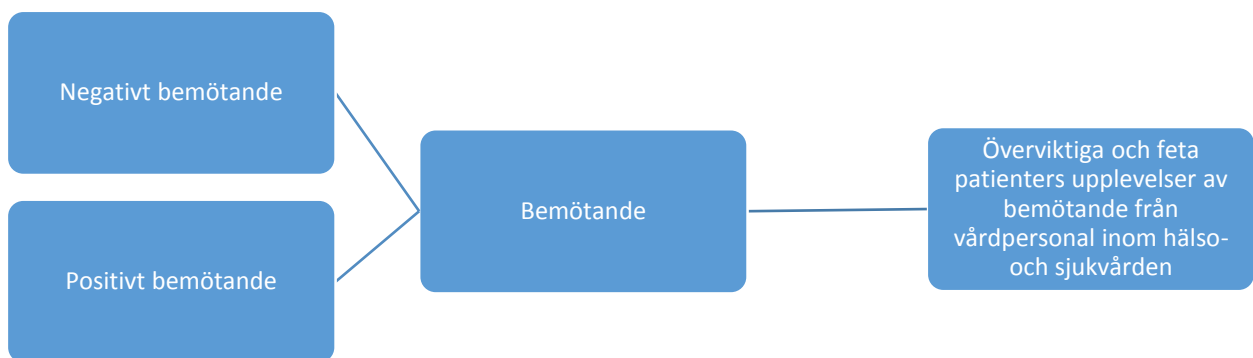 Negativt bemötande
Positivt bemötande
Bemötande
Överviktiga och feta
patienters upplevelser av
bemötande från
vårdpersonal inom hälso-
och sjukvården